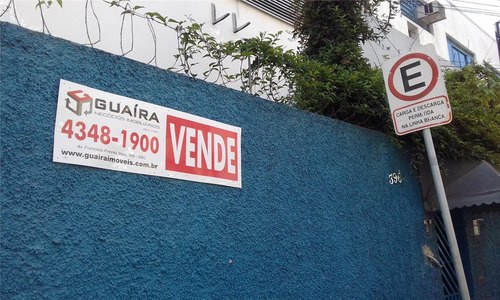 GUAÍRA
NEGÓCIOS IMOBILIÁRIOS
4348-1900
www.guairaimoveis.com.br
VENDE
E
CARGA E DESCARGA
PERMITIDA
NA LINHA BRANCA
396